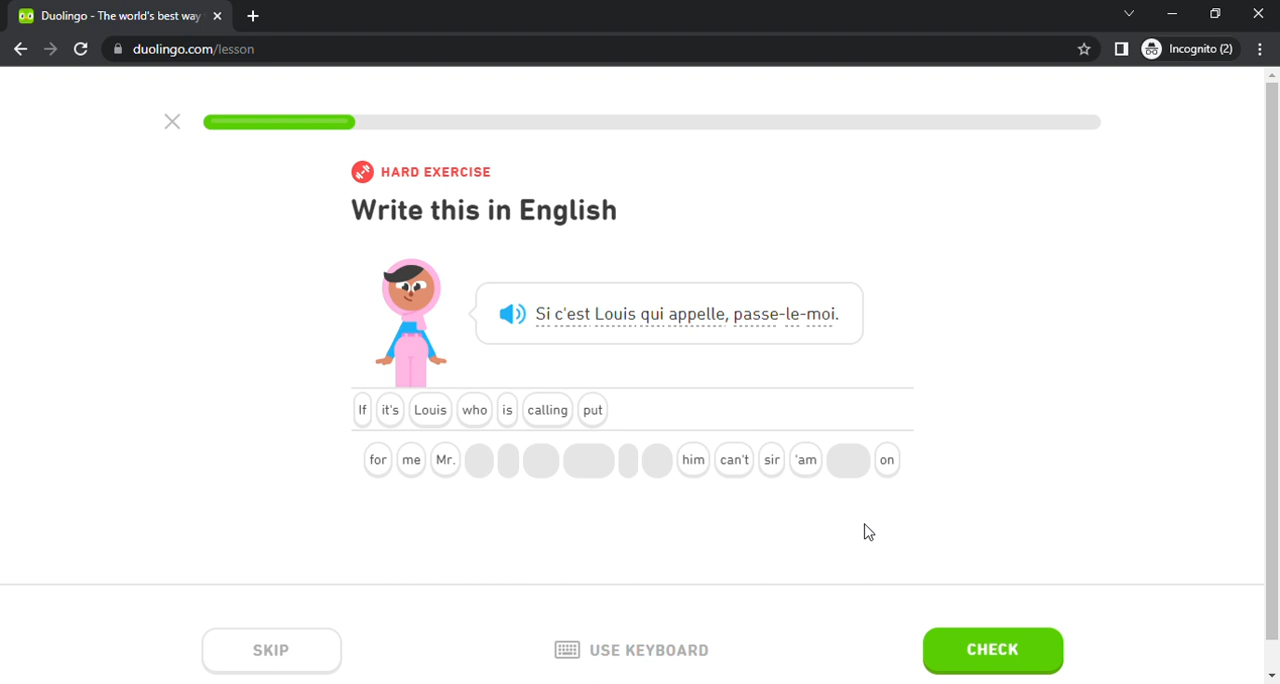 Duolingo - The world's best way
duolingo.com/lesson
Incognito (2)
HARD EXERCISE
Write this in English
Si c'est Louis qui appelle, passe-le-moi.
If it's Louis who is calling put
for me Mr. him can't sir 'am on
SKIP
USE KEYBOARD
CHECK